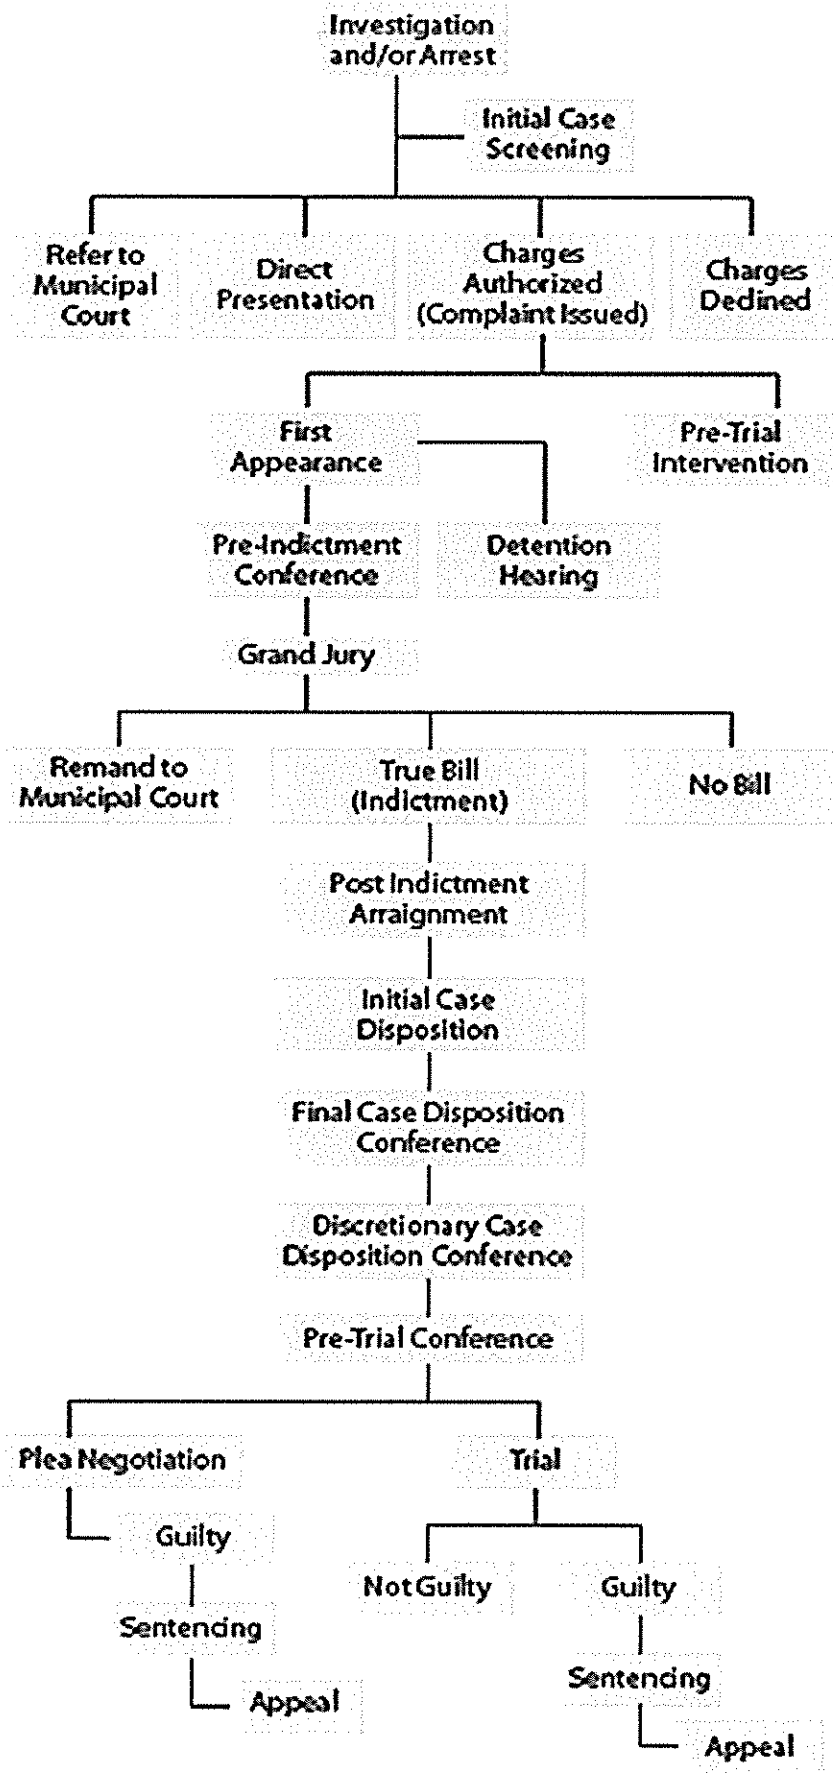 Investigation
and/or Arrest
Initial Case
Screening
Refer to
Municipal
Court
Direct
Presentation
Charges
Authorized
(Complaint Issued)
Charges
Declined
First
Appearance
Pre-Trial
Intervention
Pre-Indictment
Conference
Detention
Hearing
Grand Jury
Remand to
Municipal Court
True Bill
(Indictment)
No Bill
Post Indictment
Arraignment
Initial Case
Disposition
Final Case Disposition
Conference
Discretionary Case
Disposition Conference
Pre-Trial Conference
Plea Negotiation
Trial
Guilty
Not Guilty
Guilty
Sentencing
Sentencing
Appeal
Appeal